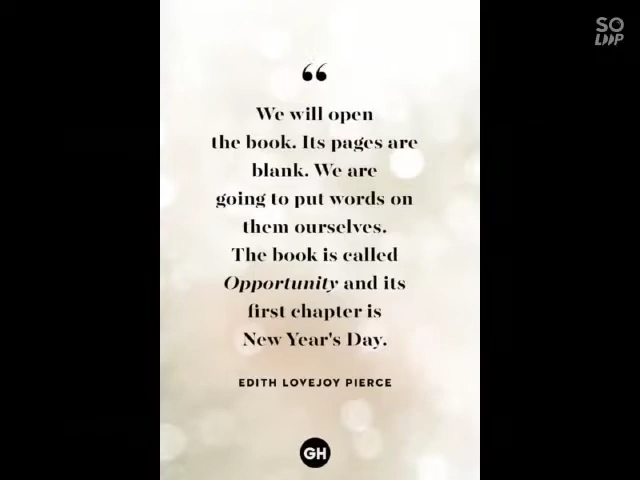 SO
LOOP
“
We will open
the book. Its pages are
blank. We are
going to put words on
them ourselves.
The book is called
Opportunity and its
first chapter is
New Year's Day.
EDITH LOVEJOY PIERCE
GH